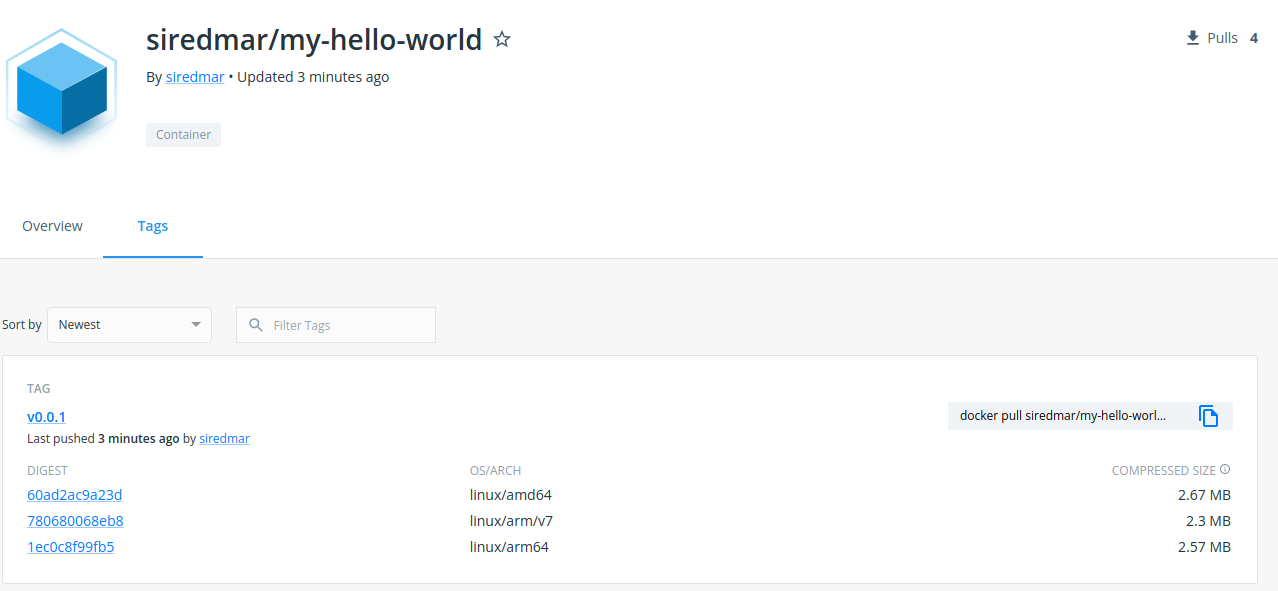 siredmar/my-hello-world
Pulls 4
By siredmar • Updated 3 minutes ago
Container
Overview Tags
Sort by Newest Filter Tags
TAG
v0.0.1
docker pull siredmar/my-hello-worl...
Last pushed 3 minutes ago by siredmar
DIGEST OS/ARCH COMPRESSED SIZE
60ad2ac9a23d linux/amd64 2.67 MB
780680068eb8 linux/arm/v7 2.3 MB
1ec0c8f99fb5 linux/arm64 2.57 MB